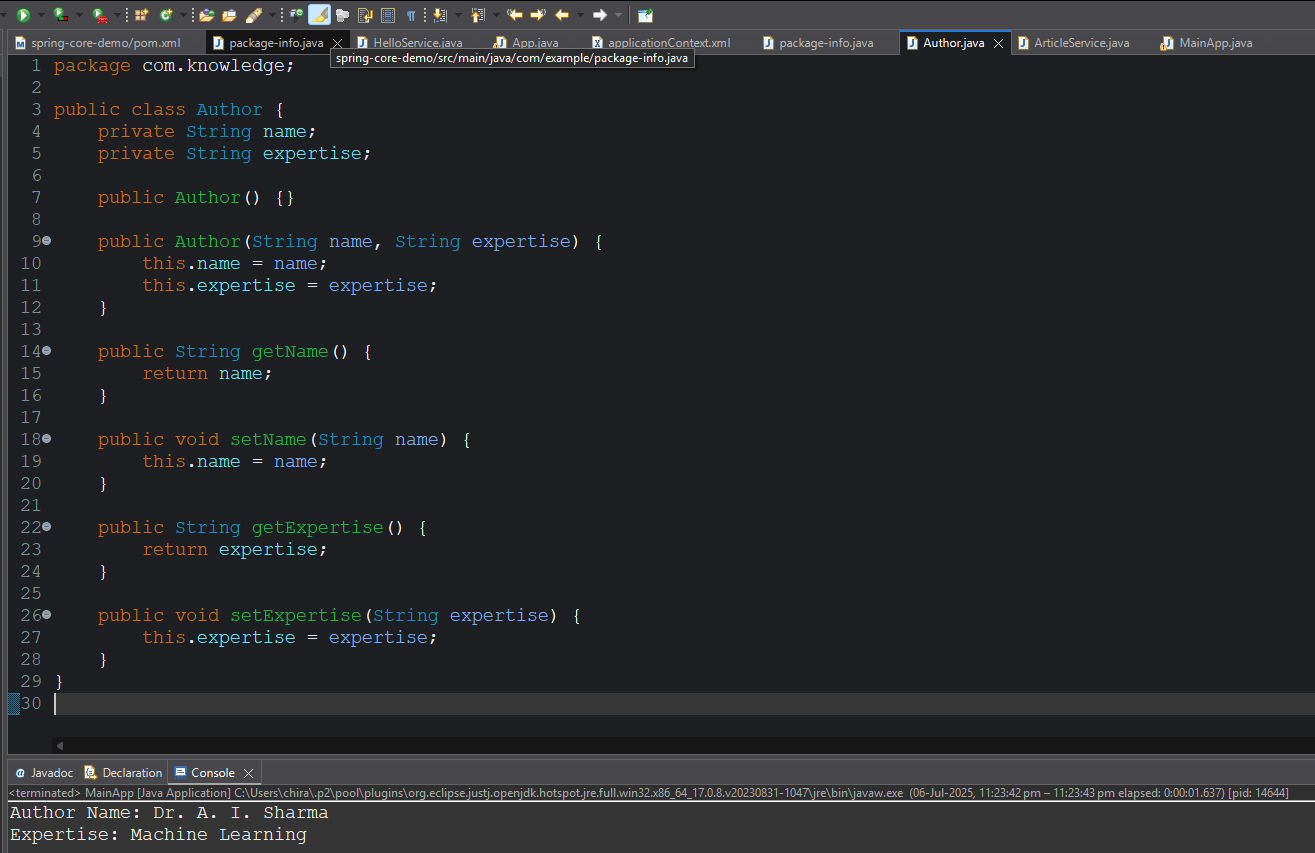 spring-core-demo/pom.xml package-info.java HelloService.java App.java applicationContext.xml package-info.java Author.java ArticleService.java MainApp.java
spring-core-demo/src/main/java/com/example/package-info.java
1 package com.knowledge;
2
3 public class Author {
4 private String name;
5 private String expertise;
6
7 public Author() {}
8
9 public Author(String name, String expertise) {
10 this.name = name;
11 this.expertise = expertise;
12 }
13
14 public String getName() {
15 return name;
16 }
17
18 public void setName(String name) {
19 this.name = name;
20 }
21
22 public String getExpertise() {
23 return expertise;
24 }
25
26 public void setExpertise(String expertise) {
27 this.expertise = expertise;
28 }
29 }
30
Javadoc Declaration Console
<terminated> MainApp [Java Application] C:\Users\chira\.p2\pool\plugins\org.eclipse.justj.openjdk.hotspot.jre.full.win32.x86_64_17.0.8.v20230831-1047\jre\bin\javaw.exe (06-Jul-2025, 11:23:42 pm – 11:23:43 pm elapsed: 0:00:01.637) [pid: 14644]
Author Name: Dr. A. I. Sharma
Expertise: Machine Learning